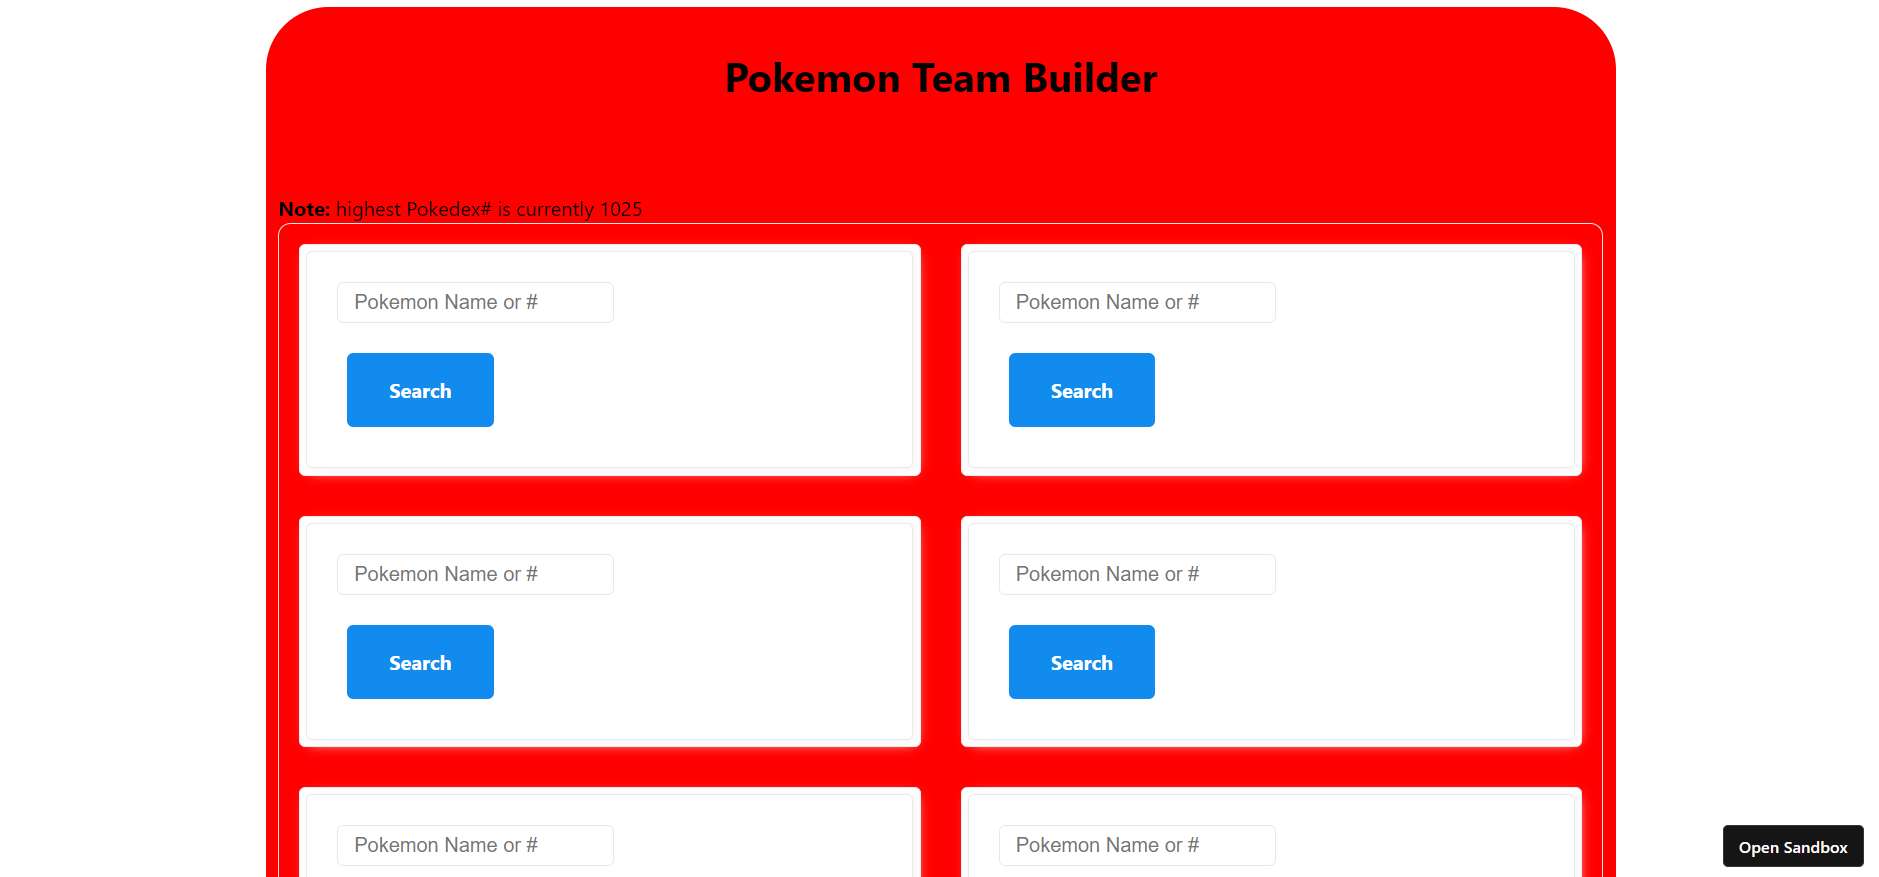 Pokemon Team Builder
Note: highest Pokedex# is currently 1025
Pokemon Name or #
Pokemon Name or #
Search
Search
Pokemon Name or #
Pokemon Name or #
Search
Search
Pokemon Name or #
Pokemon Name or #
Open Sandbox